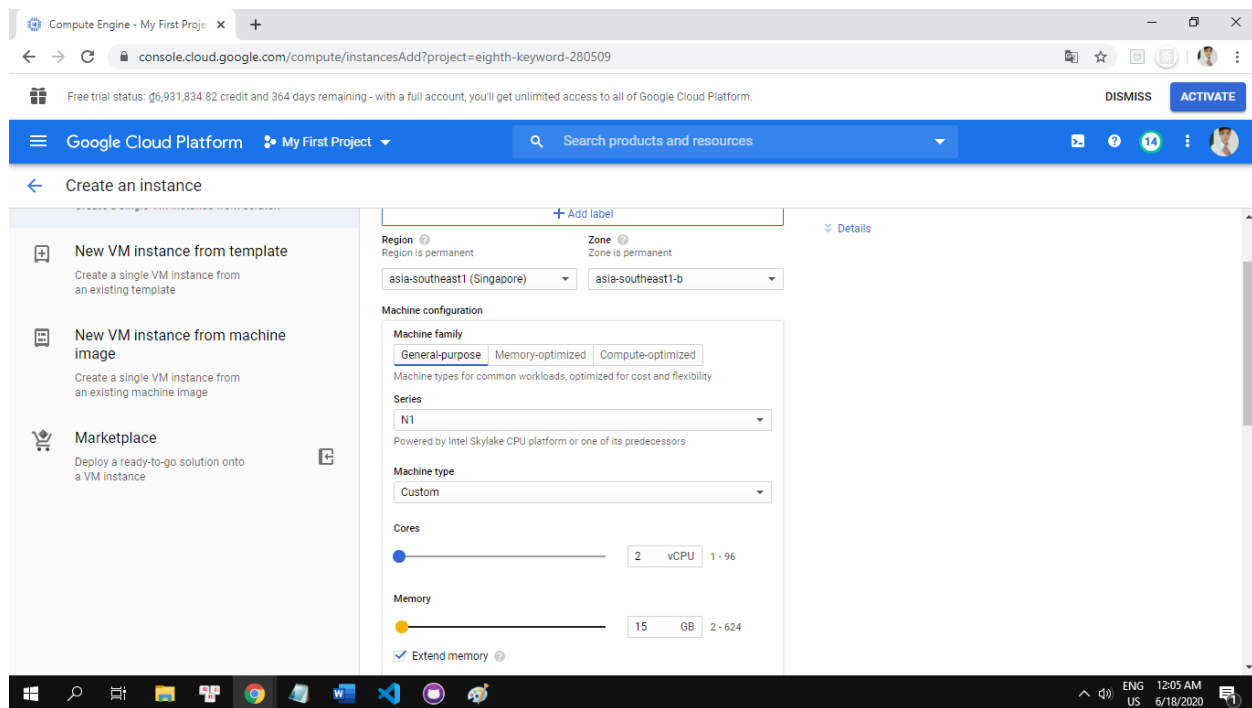 Compute Engine - My First Proje
console.cloud.google.com/compute/instancesAdd?project=eighth-keyword-280509
Free trial status: ₫6,931,834.82 credit and 364 days remaining - with a full account, you'll get unlimited access to all of Google Cloud Platform.
DISMISS
ACTIVATE
Google Cloud Platform
My First Project
Search products and resources
14
Create an instance
Create a single VM instance from scratch
New VM instance from template
Create a single VM instance from
an existing template
New VM instance from machine
image
Create a single VM instance from
an existing machine image
Marketplace
Deploy a ready-to-go solution onto
a VM instance
+ Add label
Region
Region is permanent
Zone
Zone is permanent
asia-southeast1 (Singapore)
asia-southeast1-b
Machine configuration
Machine family
General-purpose Memory-optimized Compute-optimized
Machine types for common workloads, optimized for cost and flexibility
Series
N1
Powered by Intel Skylake CPU platform or one of its predecessors
Machine type
Custom
Cores
2 vCPU 1 - 96
Memory
15 GB 2 - 624
Extend memory
Details
ENG
US
12:05 AM
6/18/2020
1